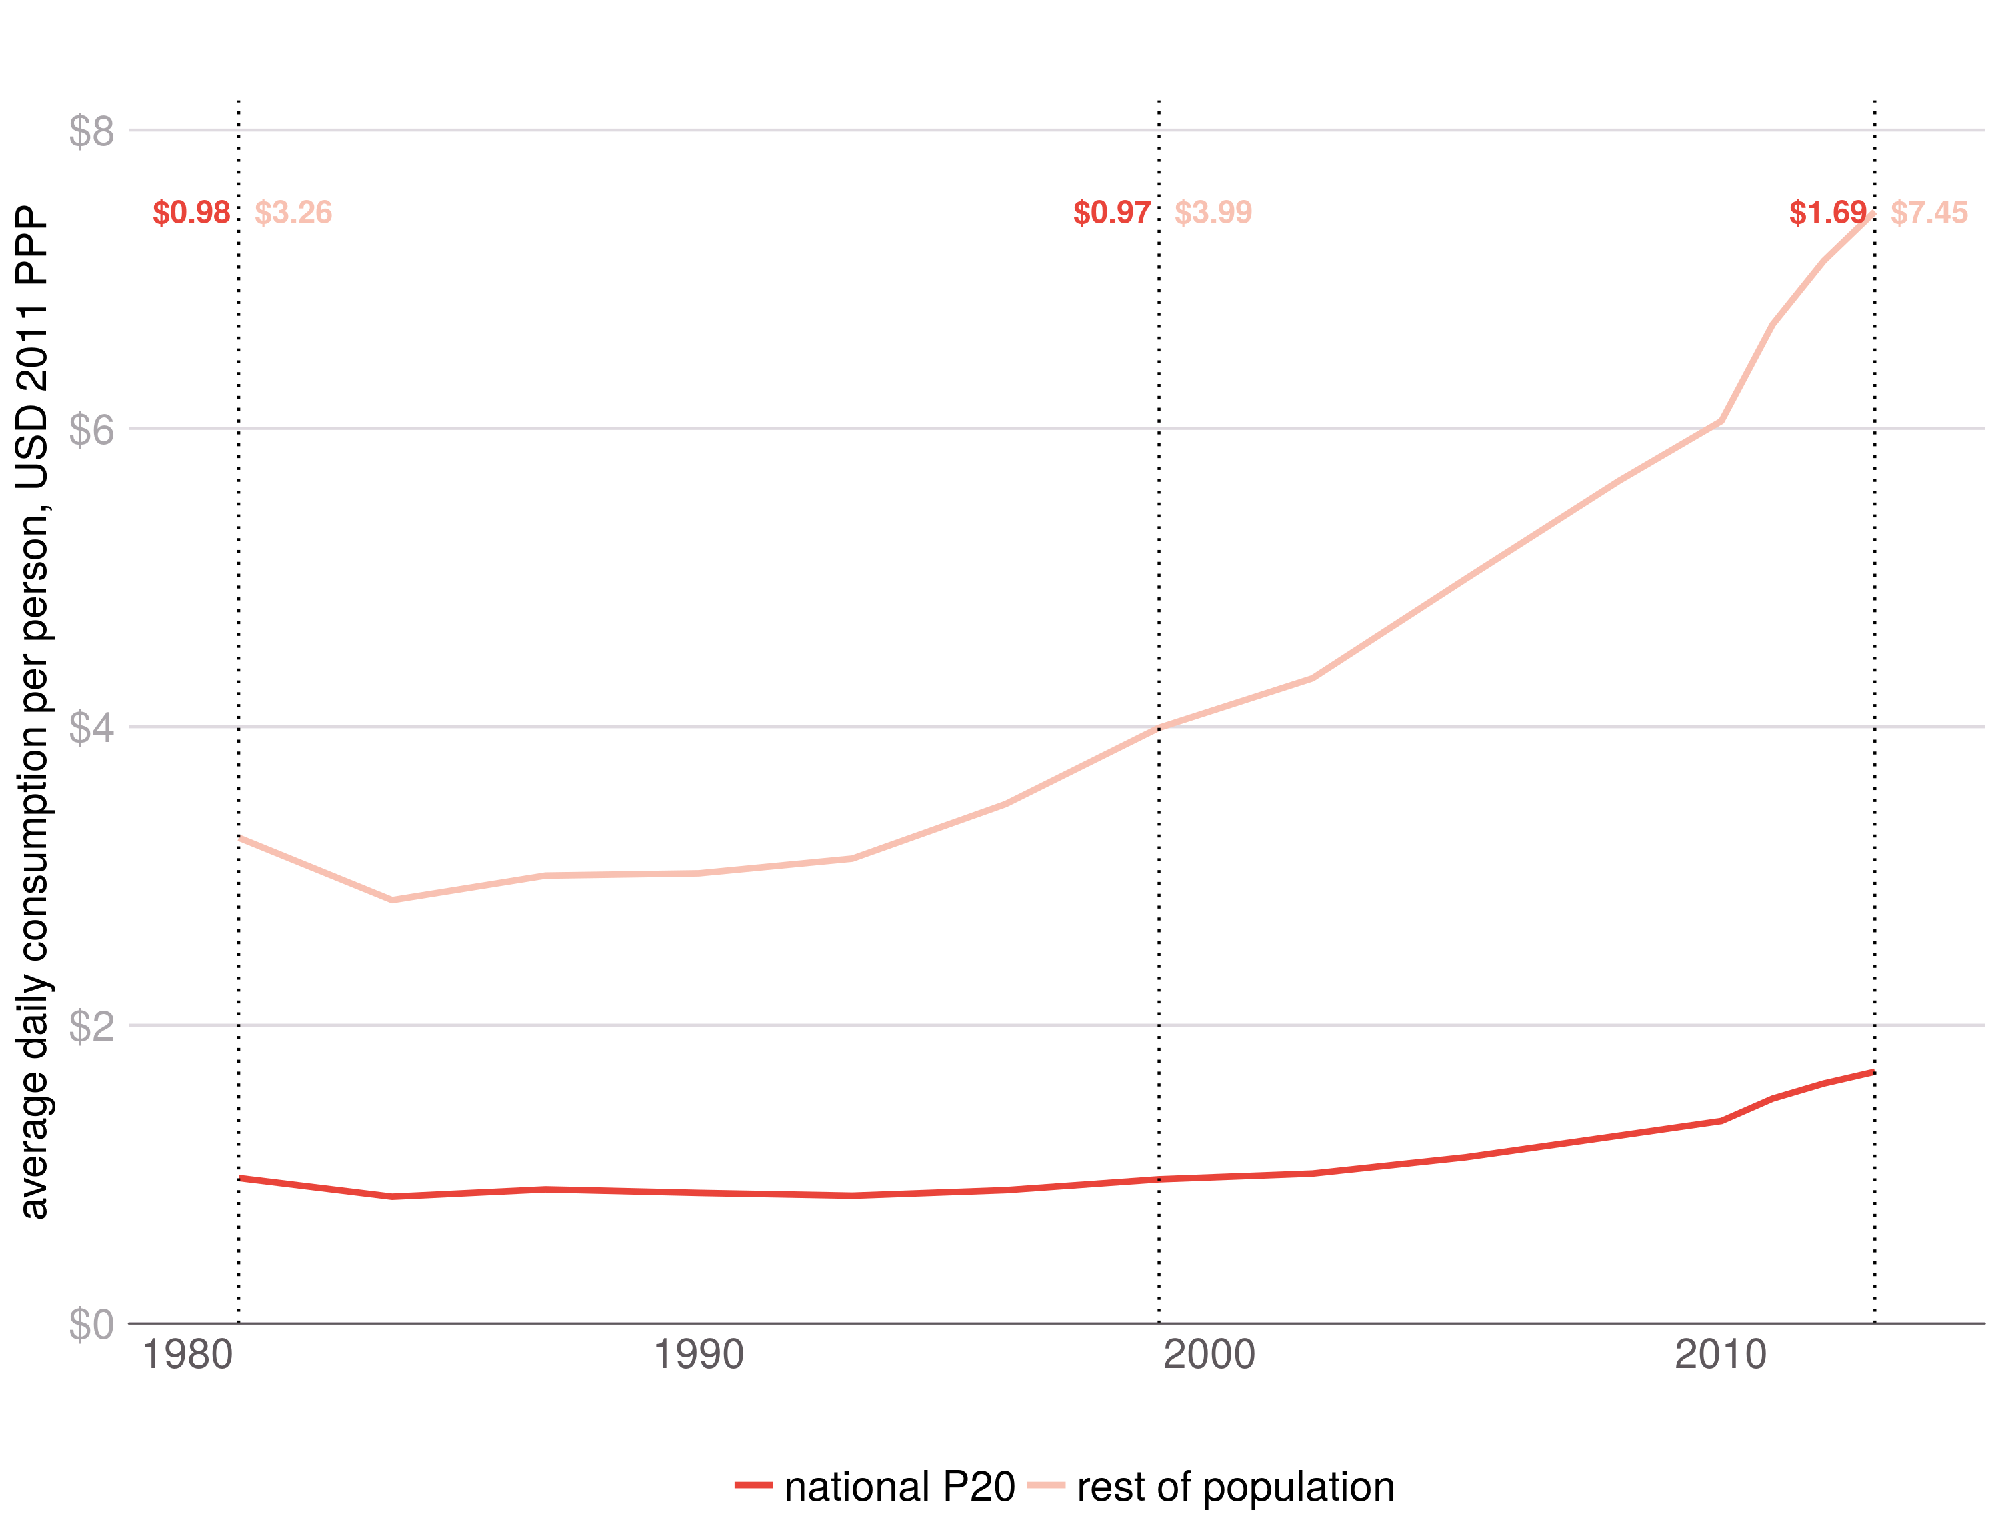 average daily consumption per person, USD 2011 PPP
$8
$0.98 $3.26 $0.97 $3.99 $1.69 $7.45
$6
$4
$2
$0
1980 1990 2000 2010
national P20 rest of population